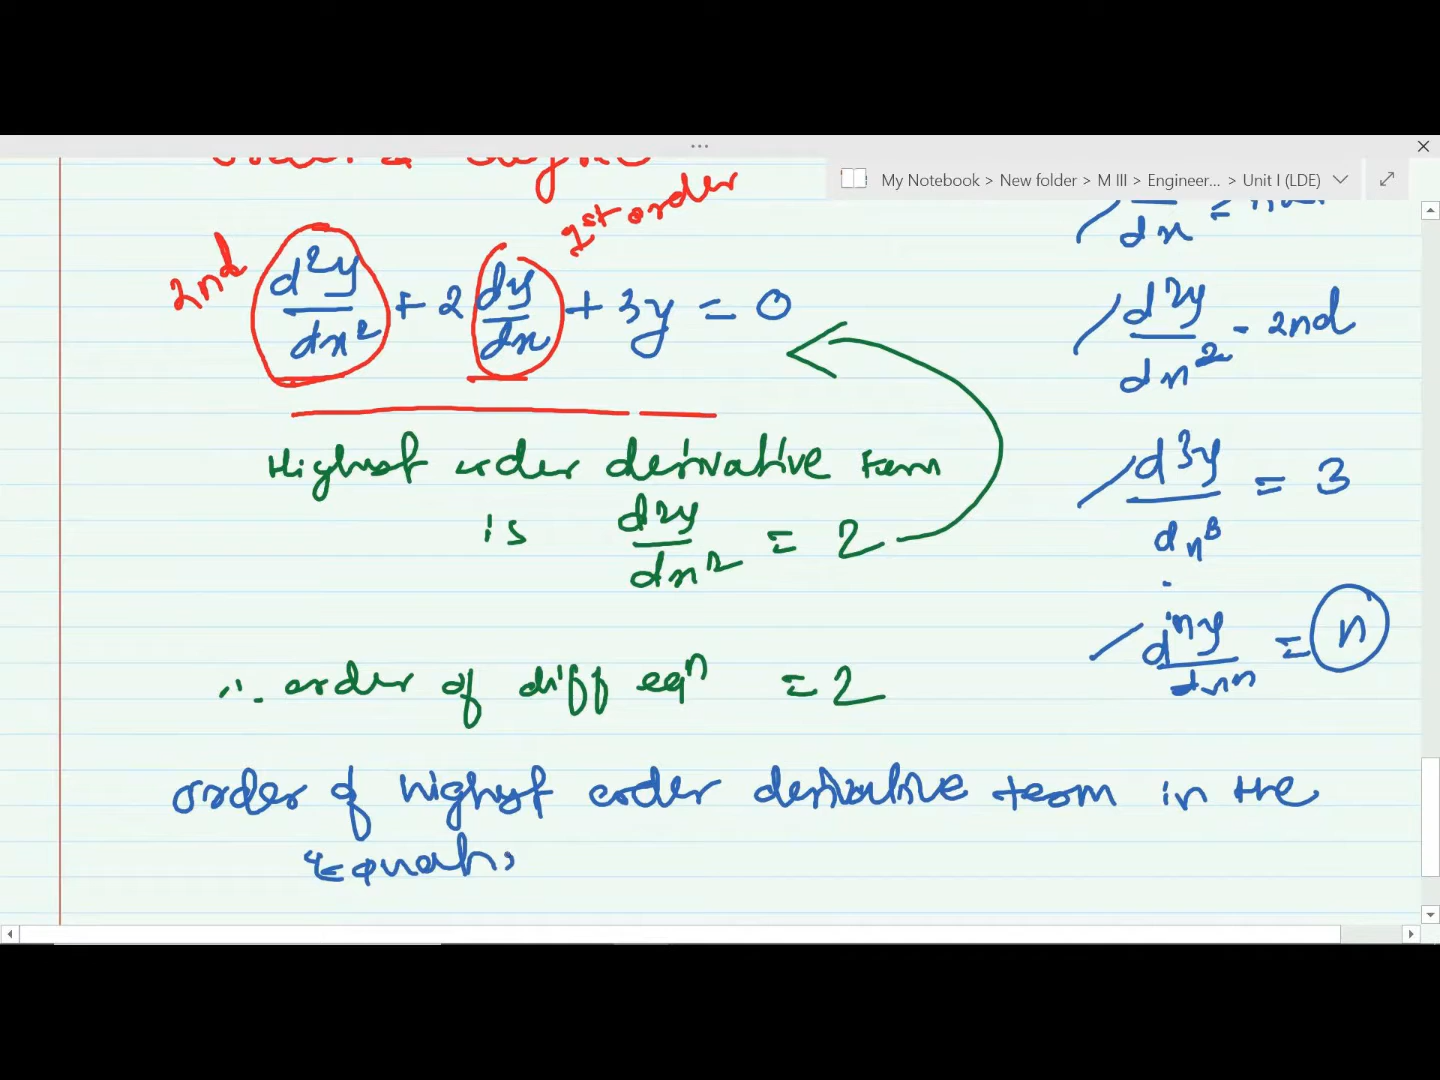 My Notebook > New folder > M III > Engineer... > Unit I (LDE)
1st order
2nd
d²y/dx² + 2 dy/dx + 3y = 0
Highest order derivative term
is d²y/dx² = 2
∴ order of diff eqⁿ = 2
order of highest order derivative term in the
Equati
dx =
d²y/dx² - 2nd
d³y/dx³ = 3
dⁿy/dxⁿ = n